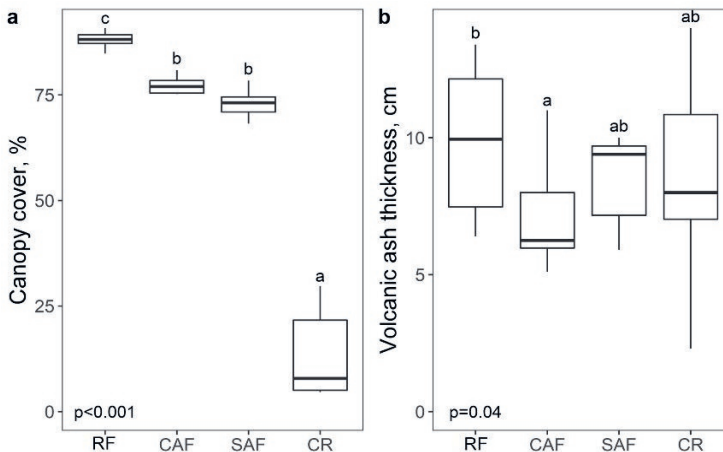 a
Canopy cover, %
75
50
25
0
c
b
b
a
p<0.001
RF CAF SAF CR
b
Volcanic ash thickness, cm
10
5
0
b
a
ab
ab
p=0.04
RF CAF SAF CR